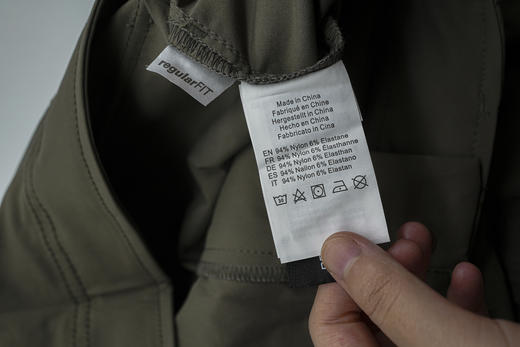 regularFIT
Made in China
Fabriqué en Chine
Hergestellt in China
Hecho en China
Fabbricato in Cina
EN 94% Nylon 6% Elastane
FR 94% Nylon 6% Élasthanne
DE 94% Nylon 6% Elasthan
ES 94% Nailon 6% Elastano
IT 94% Nylon 6% Elastan